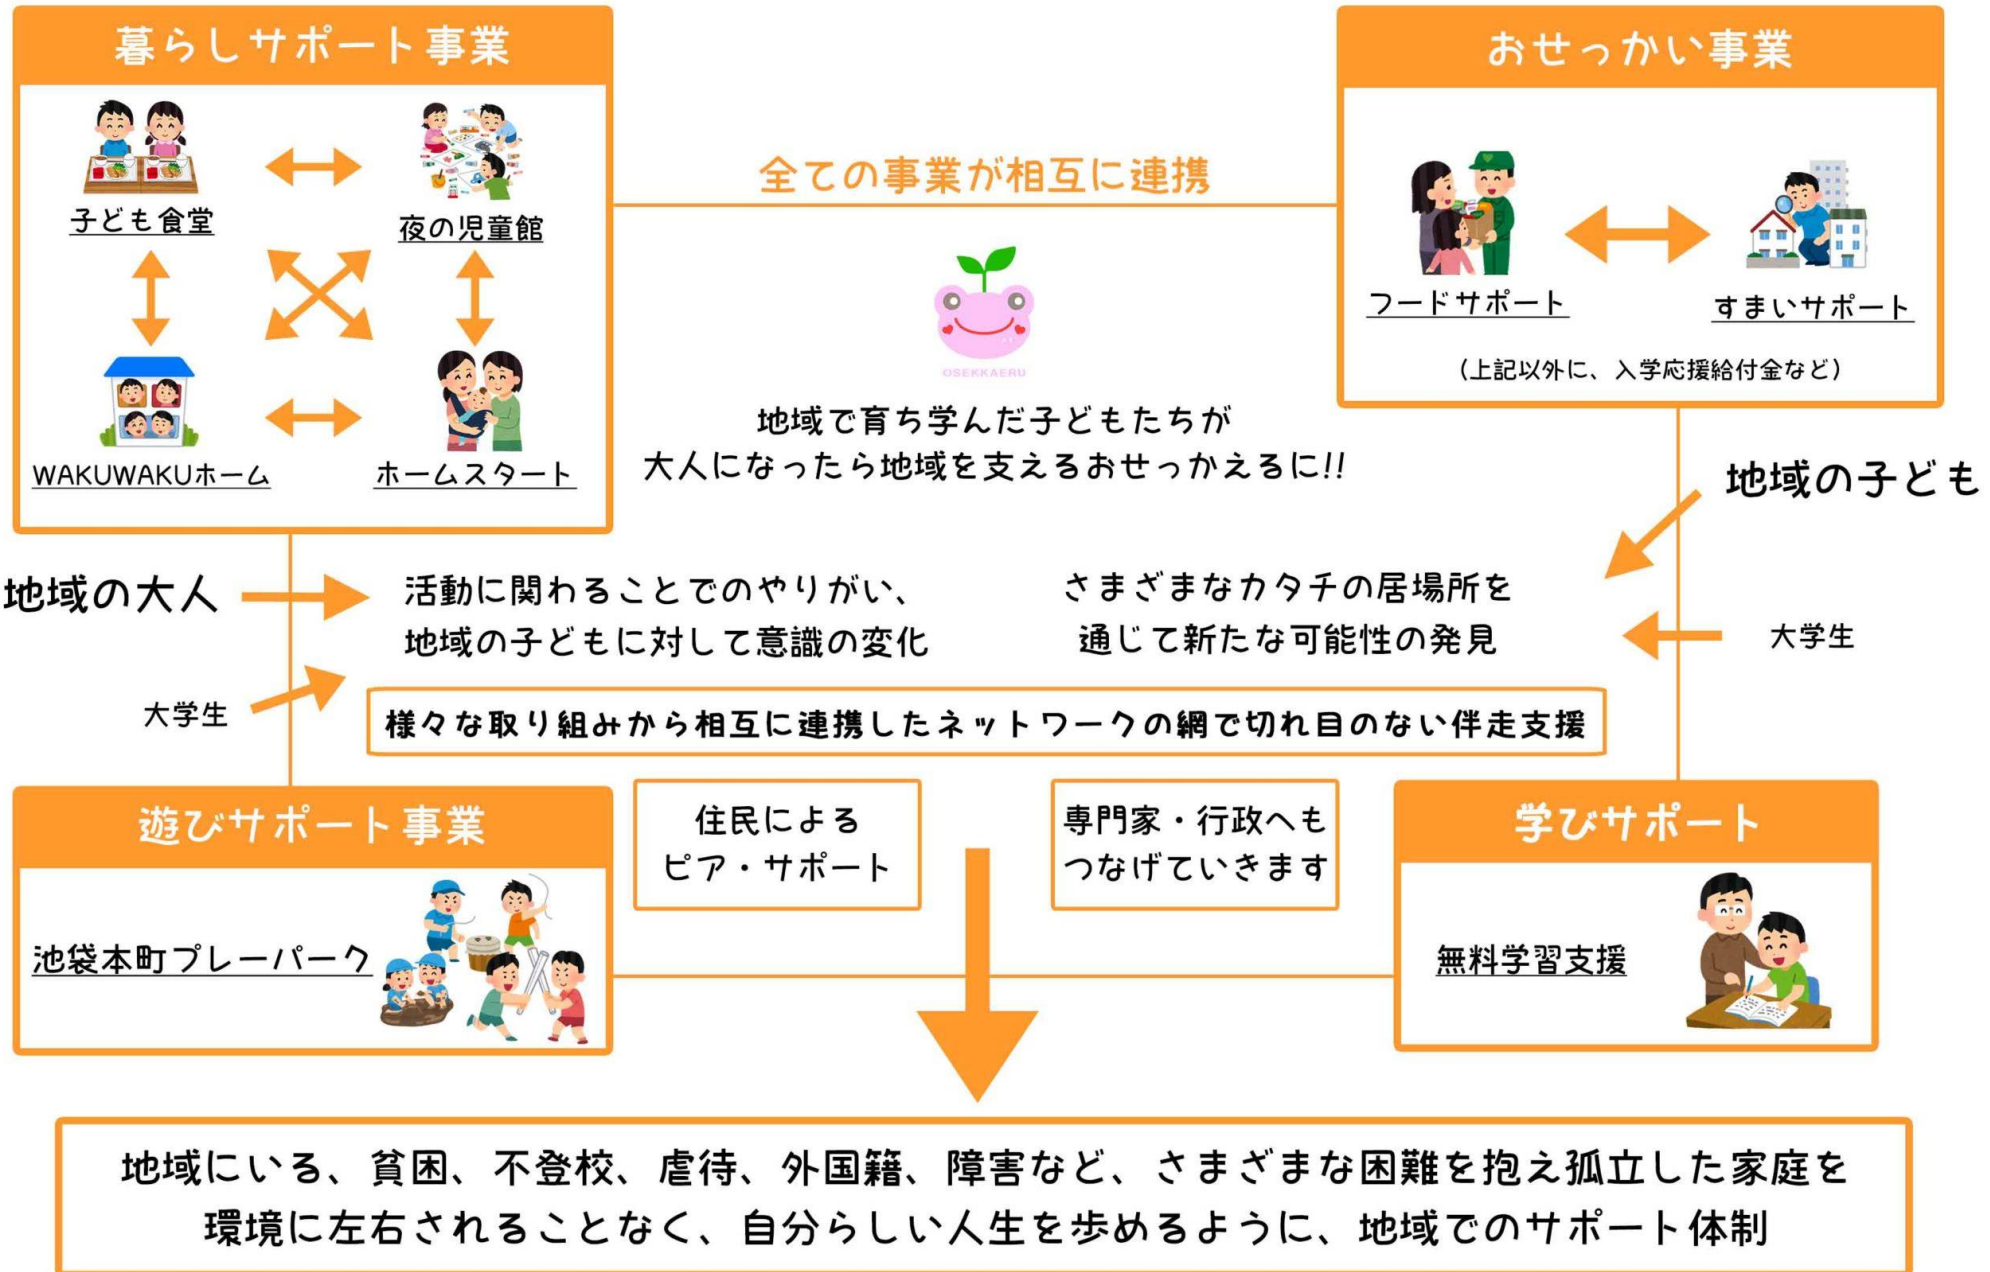 暮らしサポート事業
子ども食堂
夜の児童館
WAKUWAKUホーム
ホームスタート
全ての事業が相互に連携
OSEKKAERU
地域で育ち学んだ子どもたちが
大人になったら地域を支えるおせっかえるに!!
おせっかい事業
フードサポート
すまいサポート
(上記以外に、入学応援給付金など)
地域の子ども
地域の大人
活動に関わることでのやりがい、
地域の子どもに対して意識の変化
さまざまなカタチの居場所を
通じて新たな可能性の発見
大学生
大学生
様々な取り組みから相互に連携したネットワークの網で切れ目のない伴走支援
遊びサポート事業
池袋本町プレーパーク
住民による
ピア・サポート
専門家・行政へも
つなげていきます
学びサポート
無料学習支援
地域にいる、貧困、不登校、虐待、外国籍、障害など、さまざまな困難を抱え孤立した家庭を
環境に左右されることなく、自分らしい人生を歩めるように、地域でのサポート体制